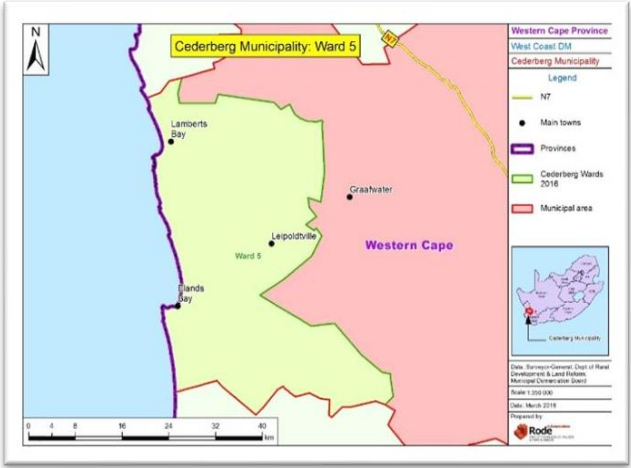 N
Cederberg Municipality: Ward 5
N7
Lamberts
Bay
Graafwater
Leipoldtville
Ward 5
Western Cape
Elands
Bay
0 4 8 16 24 32 40
km
Western Cape Province
West Coast DM
Cederberg Municipality
Legend
N7
Main towns
Provinces
Cederberg Wards
2016
Municipal area
Cederberg Municipality
Data: Surveyor-General, Dept of Rural
Development & Land Reform,
Municipal Demarcation Board
Scale 1:350 000
Date: March 2018
Prepared by
Rode